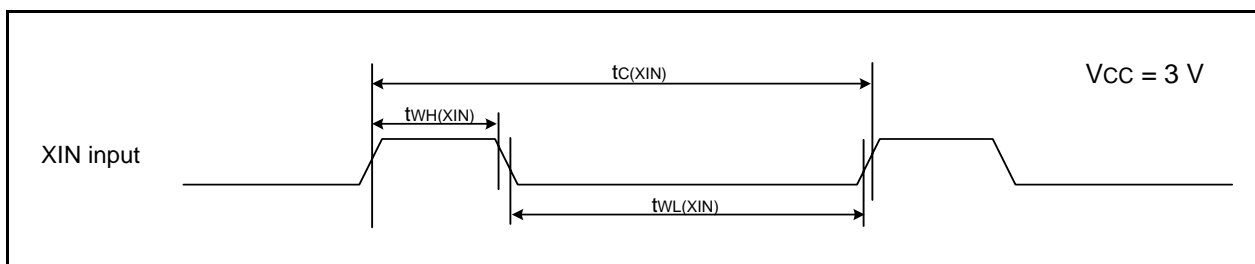 tC(XIN)
VCC = 3 V
tWH(XIN)
XIN input
tWL(XIN)